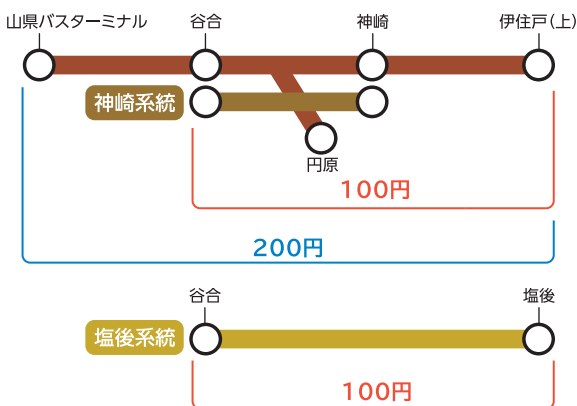 山県バスターミナル
谷合
神崎
伊住戸(上)
神崎系統
円原
100円
200円
谷合
塩後
塩後系統
100円